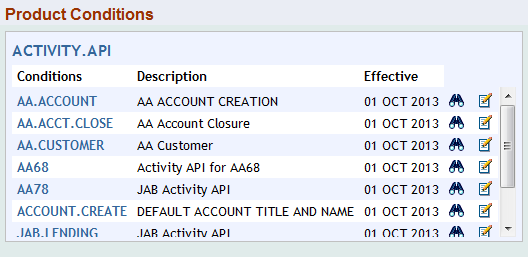 Product Conditions
ACTIVITY.API
Conditions Description Effective
AA.ACCOUNT AA ACCOUNT CREATION 01 OCT 2013
AA.ACCT.CLOSE AA Account Closure 01 OCT 2013
AA.CUSTOMER AA Customer 01 OCT 2013
AA68 Activity API for AA68 01 OCT 2013
AA78 JAB Activity API 01 OCT 2013
ACCOUNT.CREATE DEFAULT ACCOUNT TITLE AND NAME 01 OCT 2013
JAB.LENDING JAB Activity API 01 OCT 2013